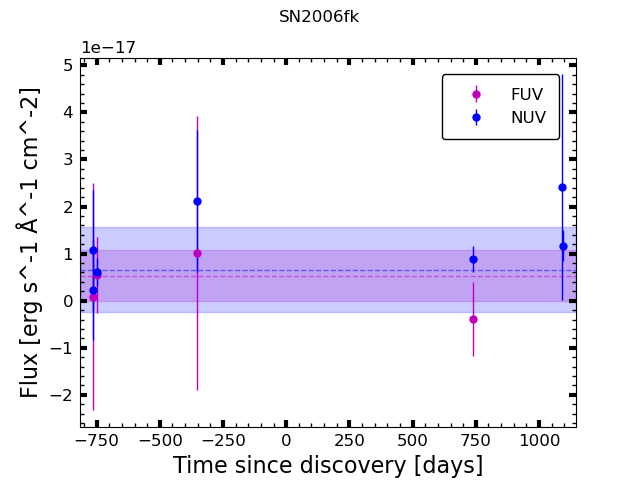 SN2006fk
1e−17
5
4
3
2
1
0
−1
−2
Flux [erg s^-1 Å^-1 cm^-2]
FUV
NUV
−750 −500 −250 0 250 500 750 1000
Time since discovery [days]